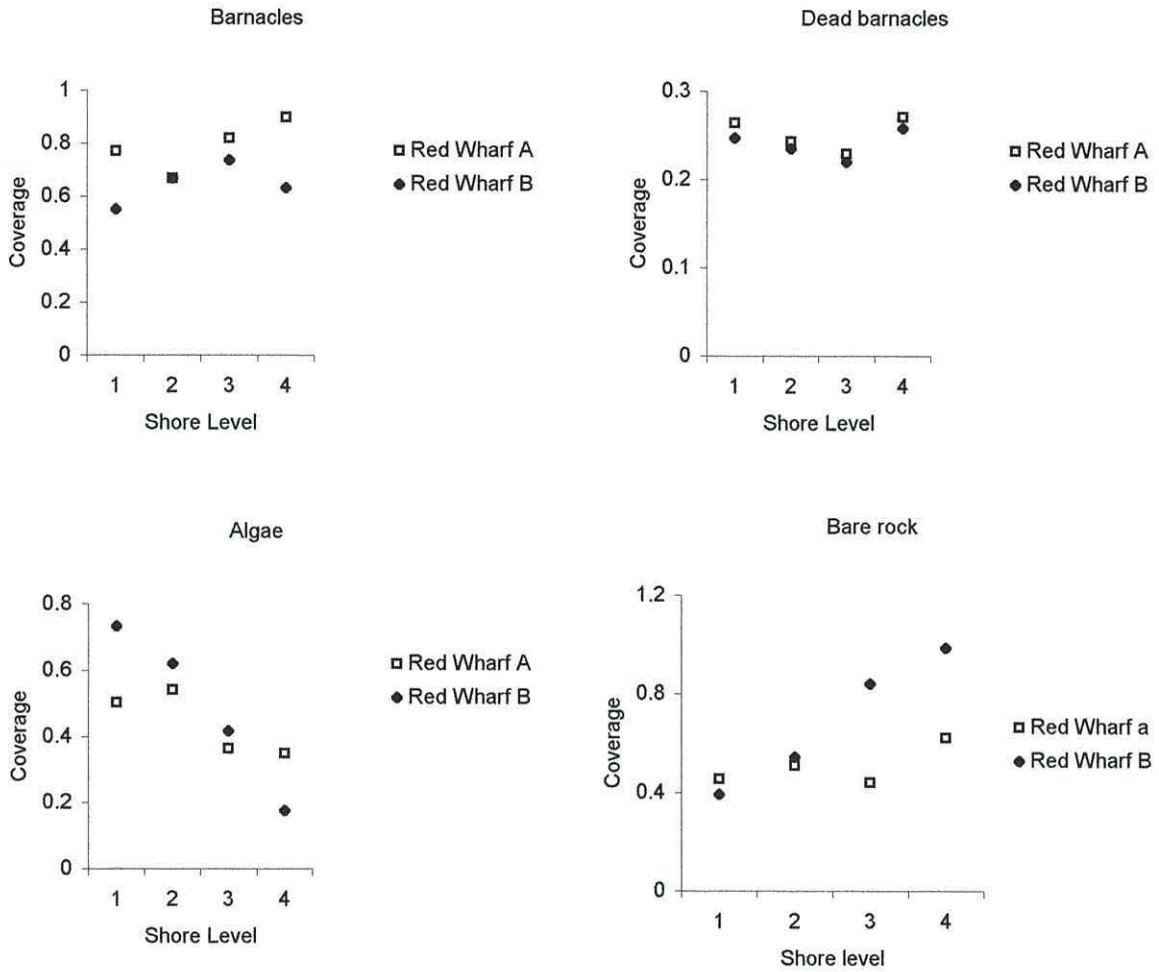 Barnacles
1
0.8
0.6
0.4
0.2
0
Coverage
1 2 3 4
Shore Level
Red Wharf A
Red Wharf B
Dead barnacles
0.3
0.2
0.1
0
Coverage
1 2 3 4
Shore Level
Red Wharf A
Red Wharf B
Algae
0.8
0.6
0.4
0.2
0
Coverage
1 2 3 4
Shore Level
Red Wharf A
Red Wharf B
Bare rock
1.2
0.8
0.4
0
Coverage
1 2 3 4
Shore level
Red Wharf a
Red Wharf B